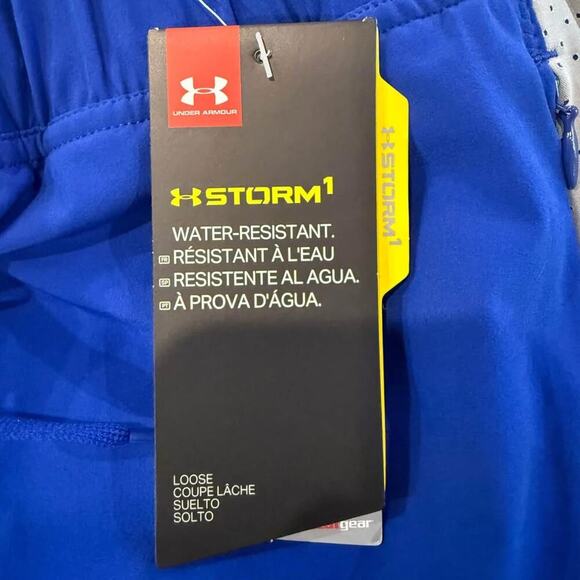 UNDER ARMOUR
STORM1
STORM1
WATER-RESISTANT.
FR RÉSISTANT À L'EAU
SP RESISTENTE AL AGUA.
PT À PROVA D'ÁGUA.
LOOSE
COUPE LÂCHE
SUELTO
SOLTO
gear